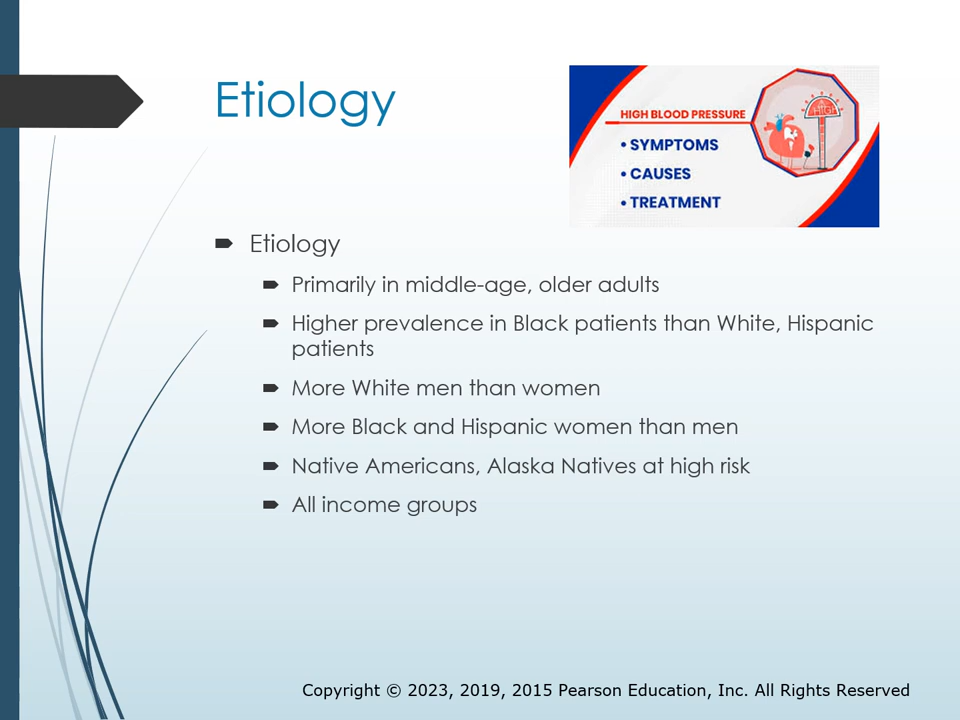 Etiology
HIGH BLOOD PRESSURE
• SYMPTOMS
• CAUSES
• TREATMENT
Etiology
Primarily in middle-age, older adults
Higher prevalence in Black patients than White, Hispanic
patients
More White men than women
More Black and Hispanic women than men
Native Americans, Alaska Natives at high risk
All income groups
Copyright © 2023, 2019, 2015 Pearson Education, Inc. All Rights Reserved